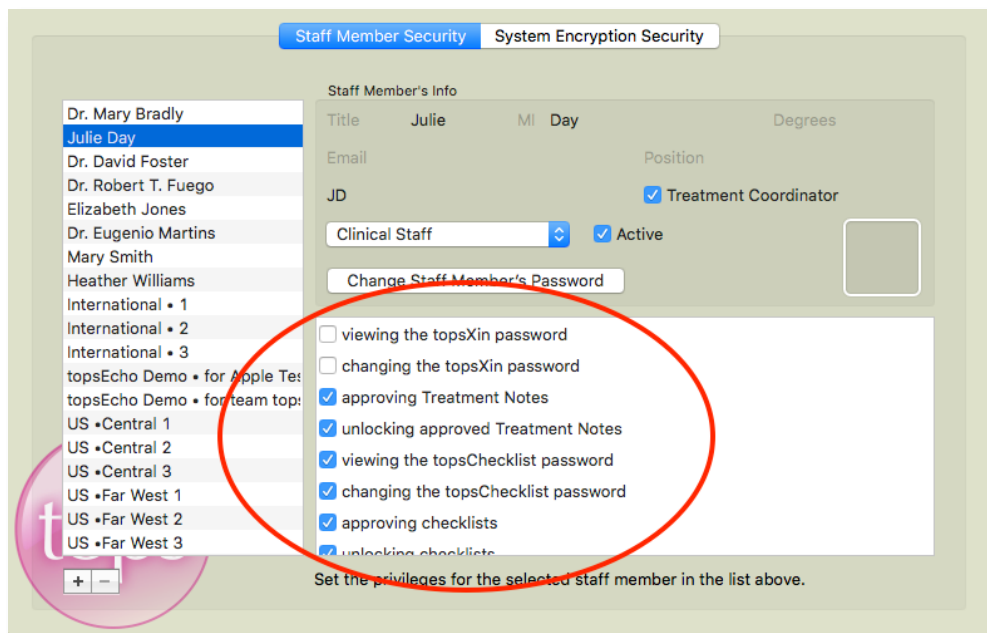 Staff Member Security System Encryption Security
Staff Member's Info
Dr. Mary Bradly
Julie Day
Dr. David Foster
Dr. Robert T. Fuego
Elizabeth Jones
Dr. Eugenio Martins
Mary Smith
Heather Williams
International • 1
International • 2
International • 3
topsEcho Demo • for Apple Tes
topsEcho Demo • for team tops
US •Central 1
US •Central 2
US •Central 3
US •Far West 1
US •Far West 2
US •Far West 3
+ −
Title Julie MI Day Degrees
Email Position
JD Treatment Coordinator
Clinical Staff Active
Change Staff Member's Password
viewing the topsXin password
changing the topsXin password
approving Treatment Notes
unlocking approved Treatment Notes
viewing the topsChecklist password
changing the topsChecklist password
approving checklists
unlocking checklists
Set the privileges for the selected staff member in the list above.